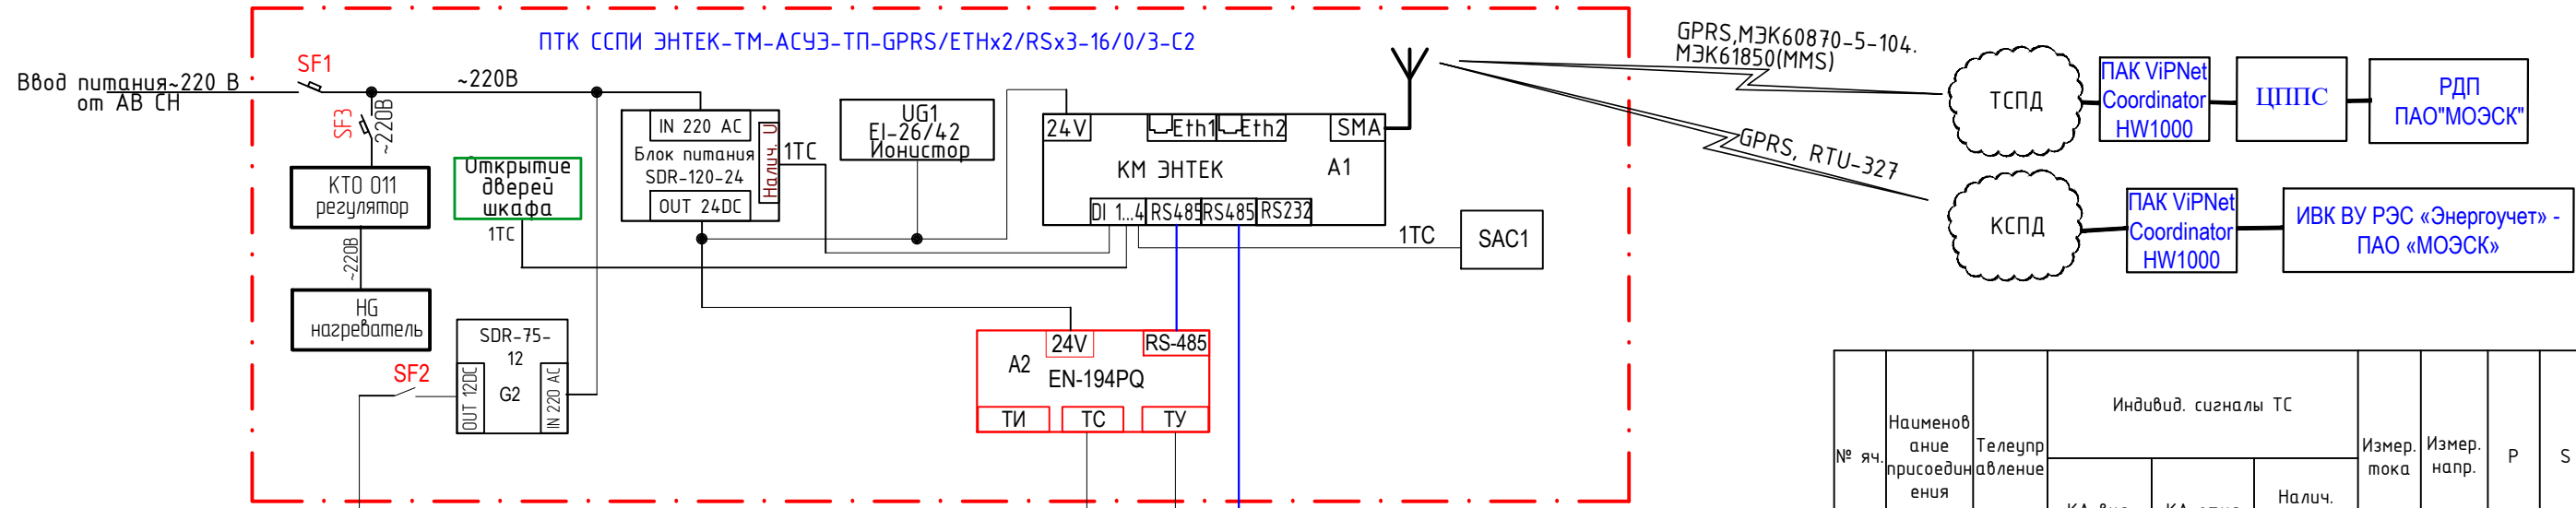 ПТК ССПИ ЭНТЕК-ТМ-АСУЭ-ТП-GPRS/ETHx2/RSx3-16/0/3-С2
Ввод питания~220 В
от АВ СН
SF1
~220В
SF3
~220В
КТО 011
регулятор
~220В
HG
нагреватель
Открытие
дверей
шкафа
1ТС
IN 220 AC
Блок питания
SDR-120-24
OUT 24DC
Налич. U
1ТС
UG1
EI-26/42
Ионистор
24V
Eth1
Eth2
SMA
КМ ЭНТЕК
A1
DI 1...4
RS485
RS485
RS232
1ТС
SAC1
SDR-75-
12
G2
OUT 12DC
IN 220 AC
SF2
24V
RS-485
A2
EN-194PQ
ТИ
ТС
ТУ
GPRS,МЭК60870-5-104.
МЭК61850(MMS)
GPRS, RTU-327
ТСПД
ПАК ViPNet
Coordinator
HW1000
ЦППС
РДП
ПАО"МОЭСК"
КСПД
ПАК ViPNet
Coordinator
HW1000
ИВК ВУ РЭС «Энергоучет» -
ПАО «МОЭСК»
№ яч.
Наименов
ание
присоедин
ения
Телеупр
авление
Индивид. сигналы ТС
Налич.
Измер.
тока
Измер.
напр.
P
S